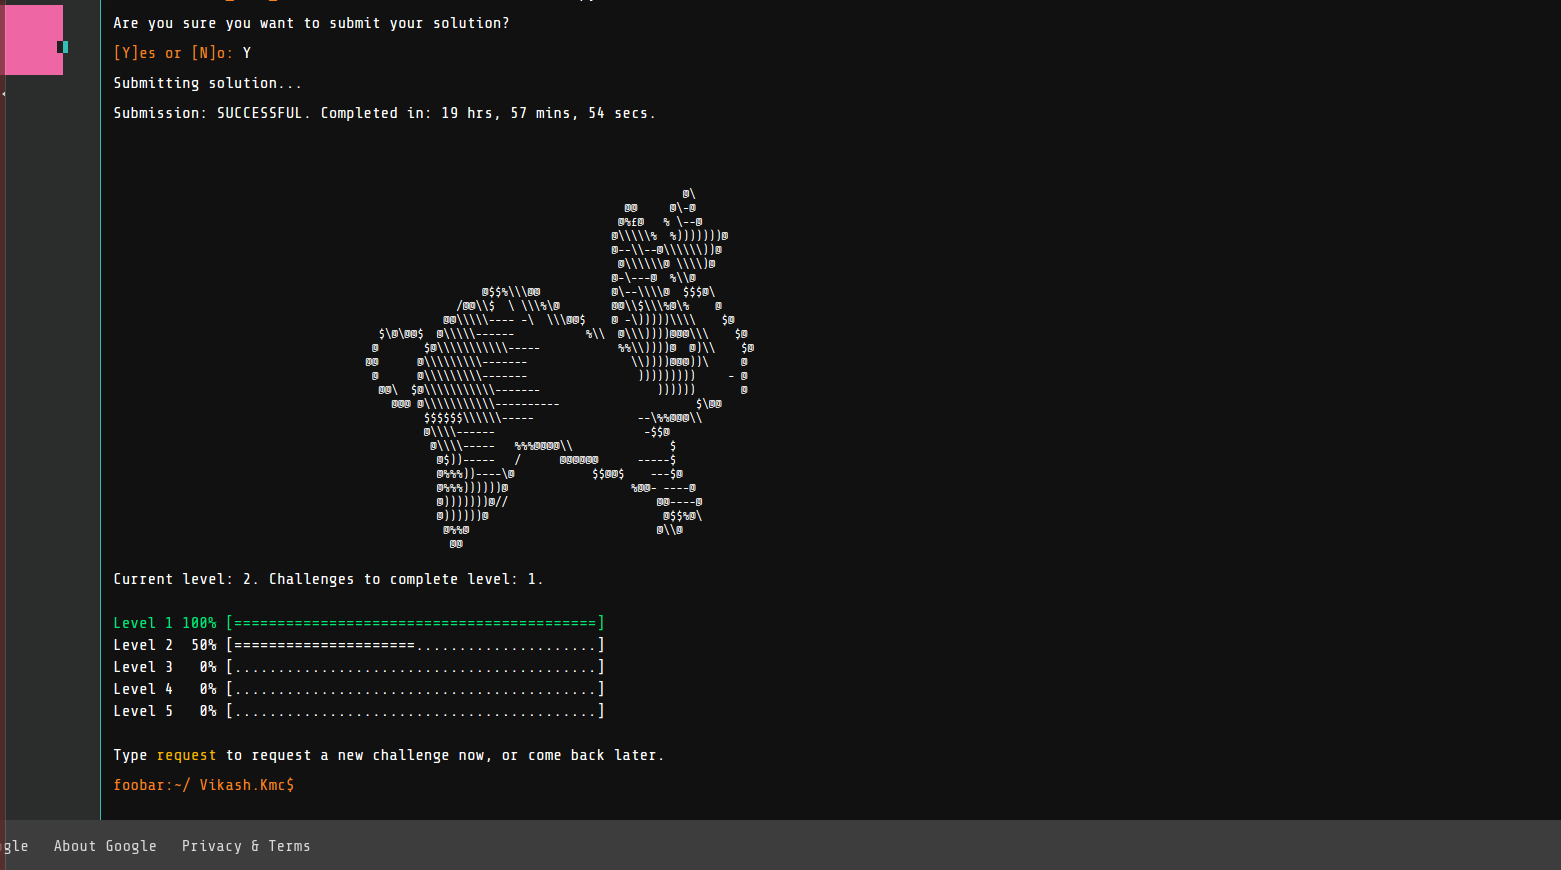 Are you sure you want to submit your solution?
[Y]es or [N]o: Y
Submitting solution...
Submission: SUCCESSFUL. Completed in: 19 hrs, 57 mins, 54 secs.
Current level: 2. Challenges to complete level: 1.
Level 1 100% [==========================================]
Level 2  50% [=====================.....................]
Level 3   0% [..........................................]
Level 4   0% [..........................................]
Level 5   0% [..........................................]
Type request to request a new challenge now, or come back later.
foobar:~/ Vikash.Kmc$
About Google Privacy & Terms